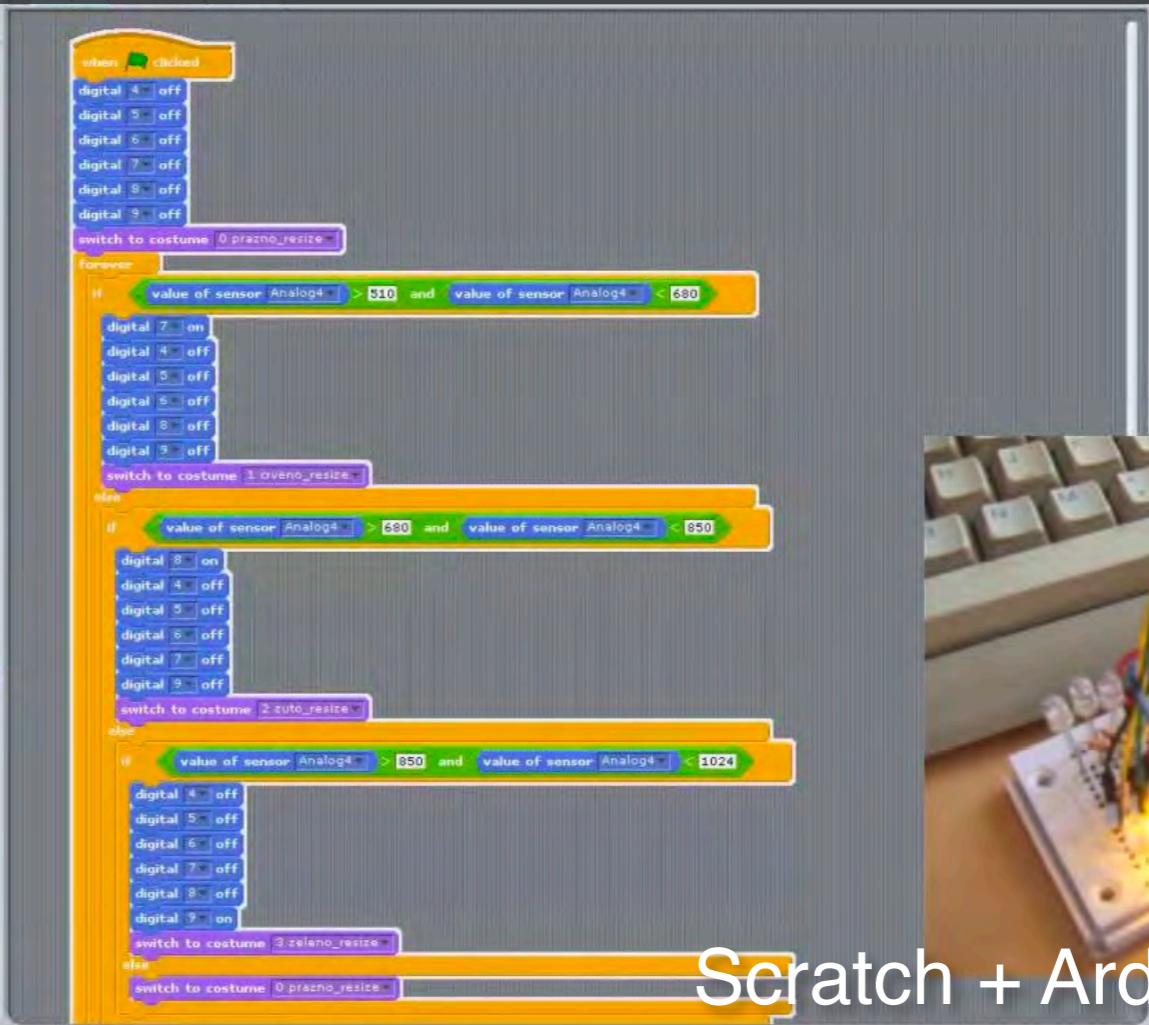 when clicked
digital 4 off
digital 5 off
digital 6 off
digital 7 off
digital 8 off
digital 9 off
switch to costume 0 prazno_resize
forever
if value of sensor Analog4 > 510 and value of sensor Analog4 < 680
digital 7 on
digital 4 off
digital 5 off
digital 6 off
digital 8 off
digital 9 off
switch to costume 1 crveno_resize
else
if value of sensor Analog4 > 680 and value of sensor Analog4 < 850
digital 8 on
digital 4 off
digital 5 off
digital 6 off
digital 7 off
digital 9 off
switch to costume 2 zuto_resize
else
if value of sensor Analog4 > 850 and value of sensor Analog4 < 1024
digital 4 off
digital 5 off
digital 6 off
digital 7 off
digital 8 off
digital 9 on
switch to costume 3 zeleno_resize
else
switch to costume 0 prazno_resize
Scratch + Ard